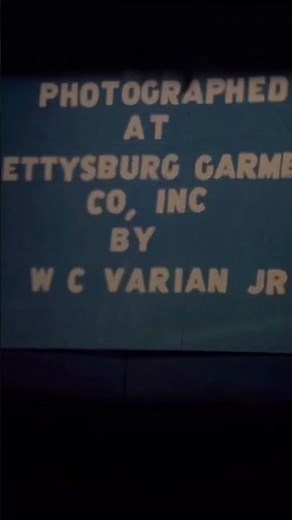 PHOTOGRAPHED
AT
ETTYSBURG GARME
CO, INC
BY
W C VARIAN JR